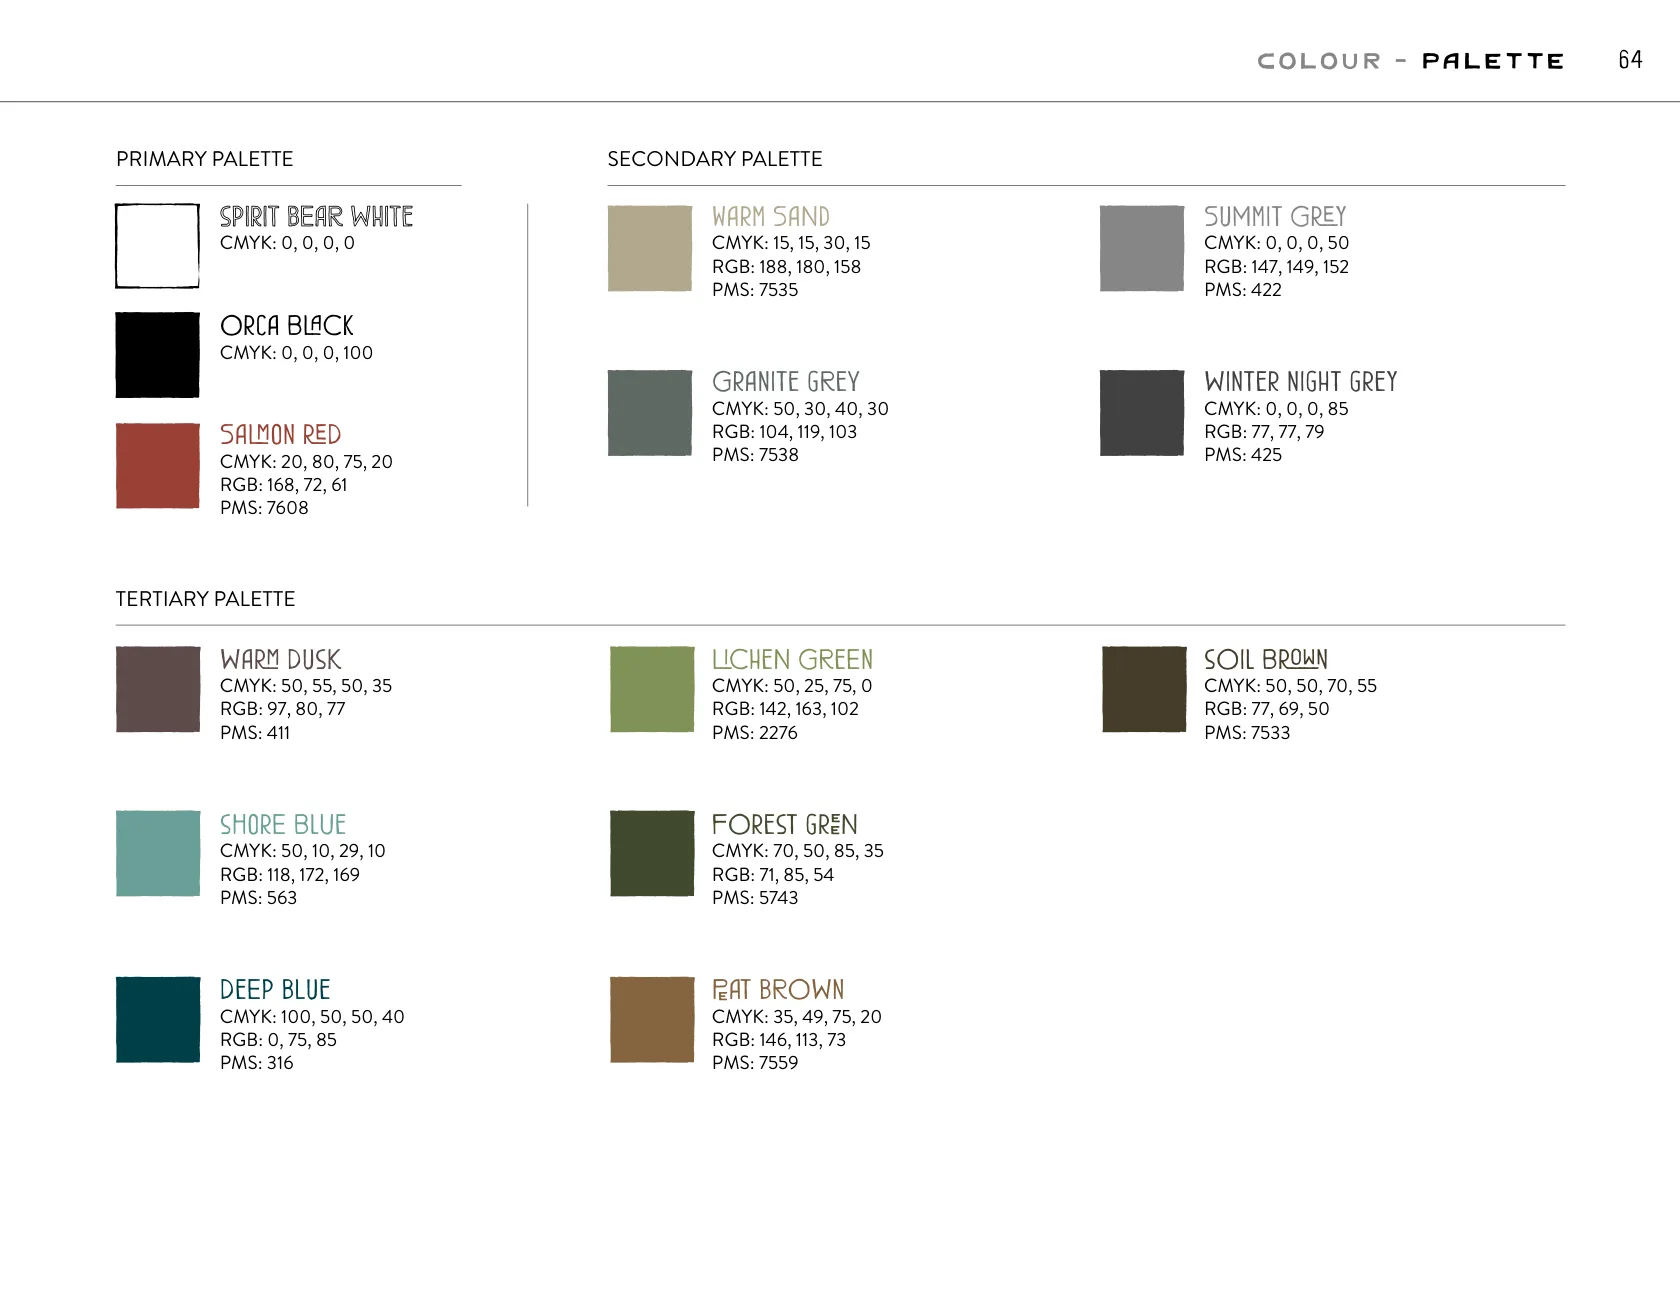 COLOUR - PALETTE 64
PRIMARY PALETTE
SPIRIT BEAR WHITE
CMYK: 0, 0, 0, 0
ORCA BLACK
CMYK: 0, 0, 0, 100
SALMON RED
CMYK: 20, 80, 75, 20
RGB: 168, 72, 61
PMS: 7608
SECONDARY PALETTE
WARM SAND
CMYK: 15, 15, 30, 15
RGB: 188, 180, 158
PMS: 7535
SUMMIT GREY
CMYK: 0, 0, 0, 50
RGB: 147, 149, 152
PMS: 422
GRANITE GREY
CMYK: 50, 30, 40, 30
RGB: 104, 119, 103
PMS: 7538
WINTER NIGHT GREY
CMYK: 0, 0, 0, 85
RGB: 77, 77, 79
PMS: 425
TERTIARY PALETTE
WARM DUSK
CMYK: 50, 55, 50, 35
RGB: 97, 80, 77
PMS: 411
LICHEN GREEN
CMYK: 50, 25, 75, 0
RGB: 142, 163, 102
PMS: 2276
SOIL BROWN
CMYK: 50, 50, 70, 55
RGB: 77, 69, 50
PMS: 7533
SHORE BLUE
CMYK: 50, 10, 29, 10
RGB: 118, 172, 169
PMS: 563
FOREST GREEN
CMYK: 70, 50, 85, 35
RGB: 71, 85, 54
PMS: 5743
DEEP BLUE
CMYK: 100, 50, 50, 40
RGB: 0, 75, 85
PMS: 316
PEAT BROWN
CMYK: 35, 49, 75, 20
RGB: 146, 113, 73
PMS: 7559